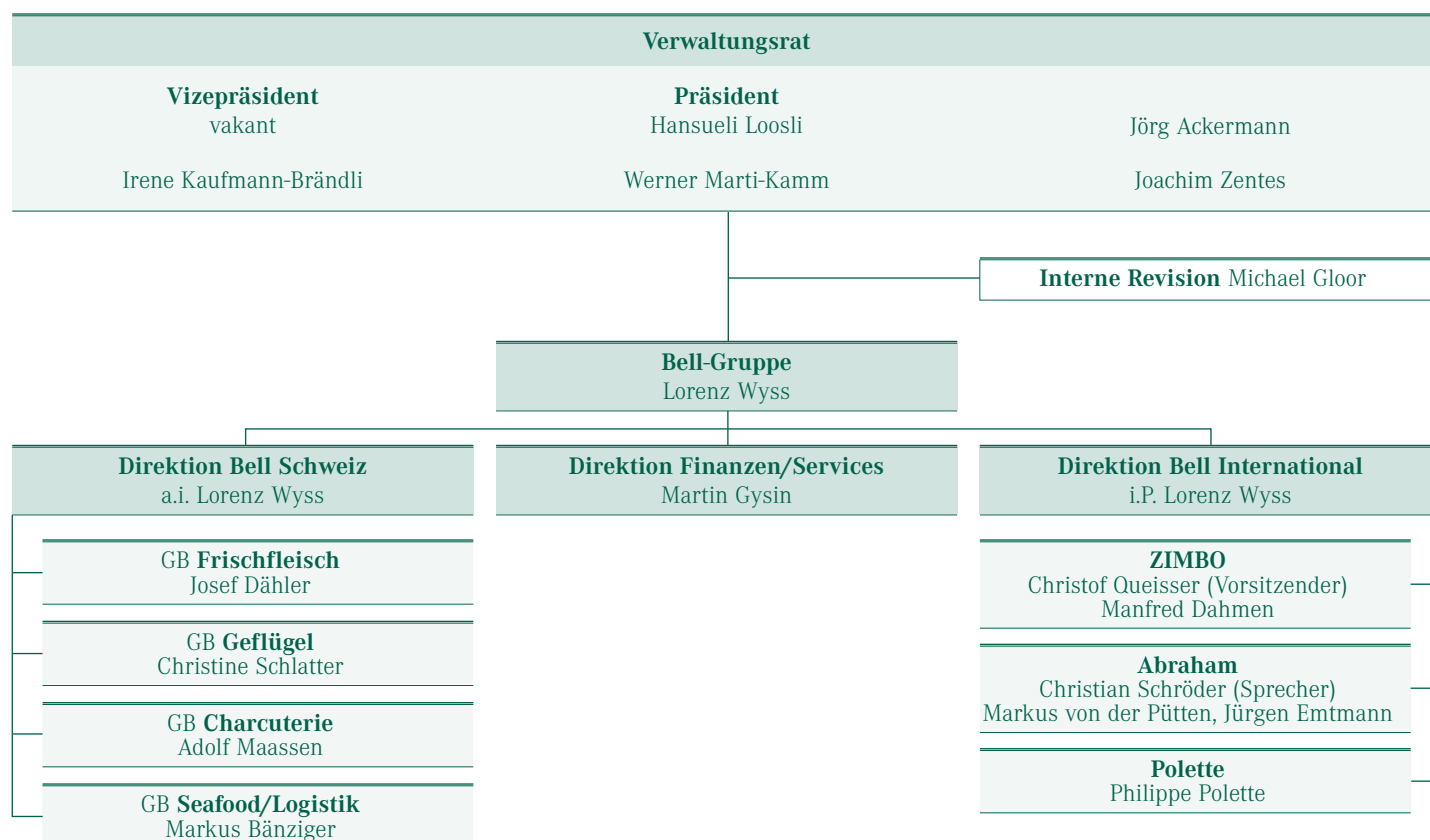 Verwaltungsrat
Vizepräsident
vakant
Präsident
Hansueli Loosli
Jörg Ackermann
Irene Kaufmann-Brändli
Werner Marti-Kamm
Joachim Zentes
Interne Revision Michael Gloor
Bell-Gruppe
Lorenz Wyss
Direktion Bell Schweiz
a.i. Lorenz Wyss
Direktion Finanzen/Services
Martin Gysin
Direktion Bell International
i.P. Lorenz Wyss
GB Frischfleisch
Josef Dähler
GB Geflügel
Christine Schlatter
GB Charcuterie
Adolf Maassen
GB Seafood/Logistik
Markus Bänziger
ZIMBO
Christof Queisser (Vorsitzender)
Manfred Dahmen
Abraham
Christian Schröder (Sprecher)
Markus von der Pütten, Jürgen Emtmann
Polette
Philippe Polette